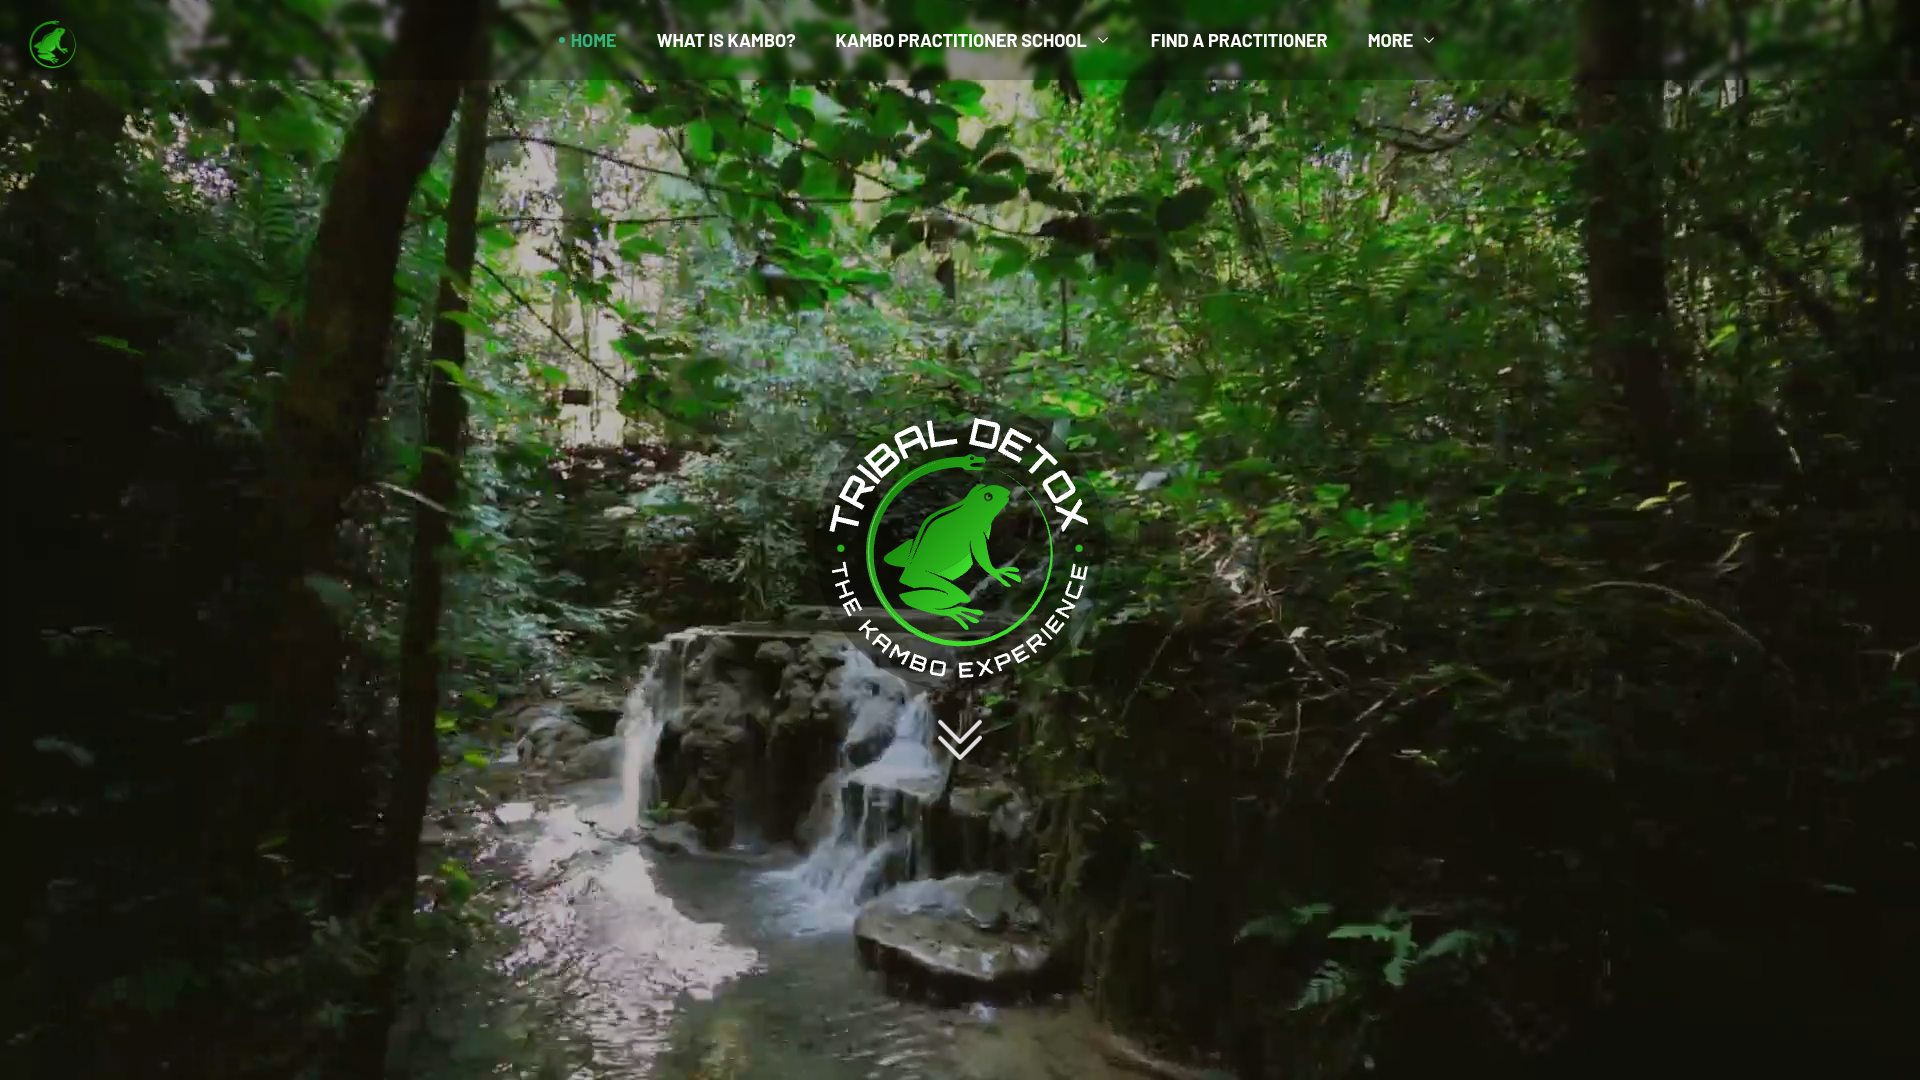 HOME
WHAT IS KAMBO?
KAMBO PRACTITIONER SCHOOL
FIND A PRACTITIONER
MORE
TRIBAL DETOX
THE KAMBO EXPERIENCE